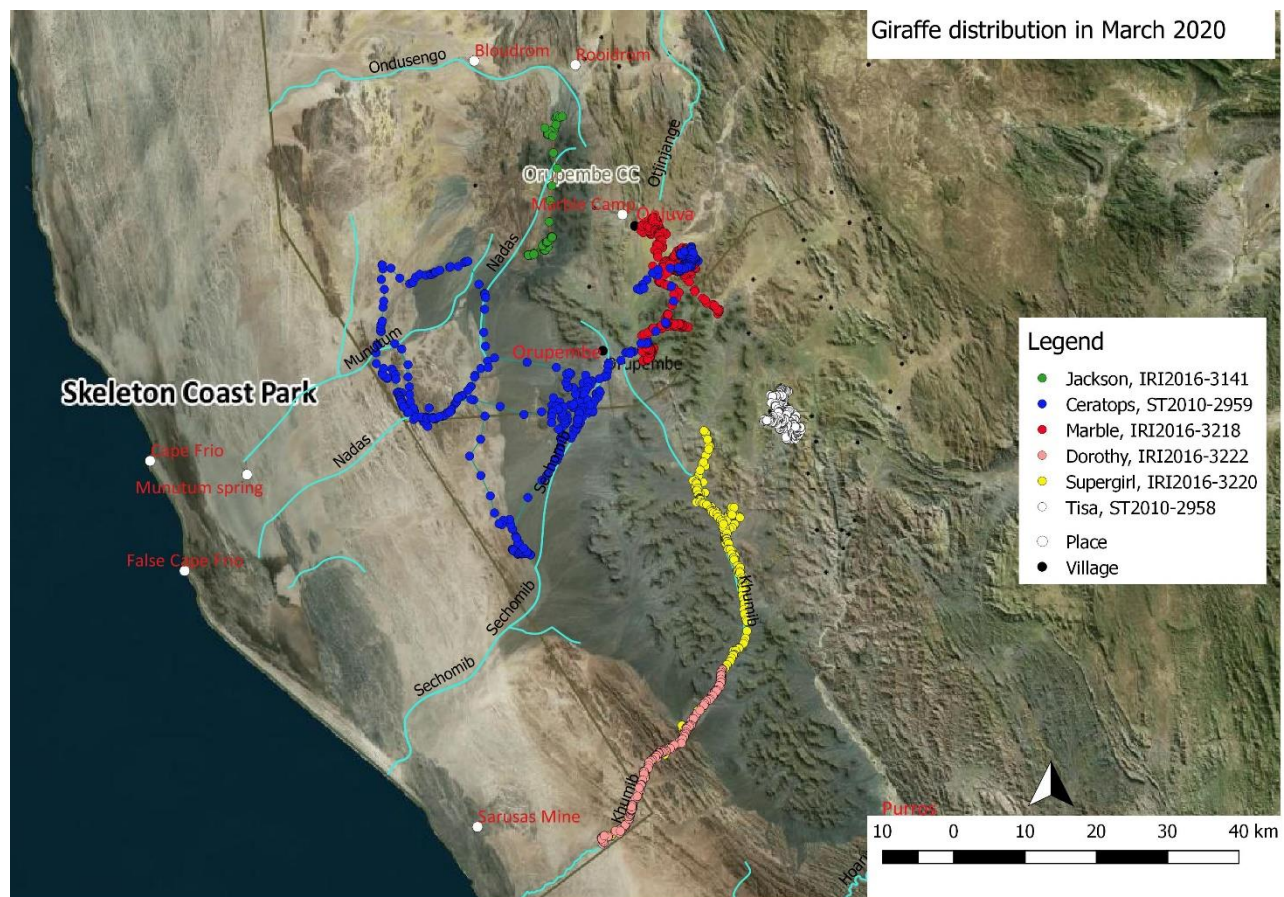 Giraffe distribution in March 2020
Bloudrom
Rooidrom
Ondusengo
Otjinjange
Orupembe CC
Marble Camp
Onjuva
Nadas
Munutum
Orupembe
Orupembe
Skeleton Coast Park
Nadas
Cape Frio
Munutum spring
Sechomib
False Cape Frio
Khumib
Sechomib
Sechomib
Khumib
Sarusas Mine
Purros
Legend
Jackson, IRI2016-3141
Ceratops, ST2010-2959
Marble, IRI2016-3218
Dorothy, IRI2016-3222
Supergirl, IRI2016-3220
Tisa, ST2010-2958
Place
Village
10 0 10 20 30 40 km